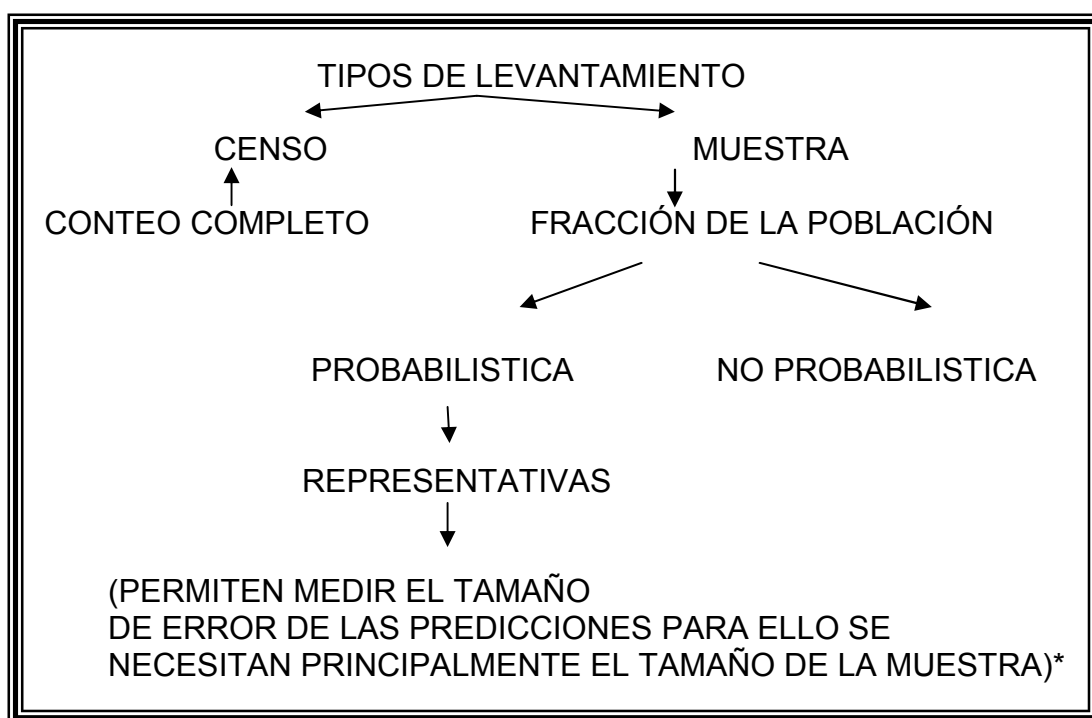 TIPOS DE LEVANTAMIENTO
CENSO
MUESTRA
CONTEO COMPLETO
FRACCIÓN DE LA POBLACIÓN
PROBABILISTICA
NO PROBABILISTICA
REPRESENTATIVAS
(PERMITEN MEDIR EL TAMAÑO
DE ERROR DE LAS PREDICCIONES PARA ELLO SE
NECESITAN PRINCIPALMENTE EL TAMAÑO DE LA MUESTRA)*